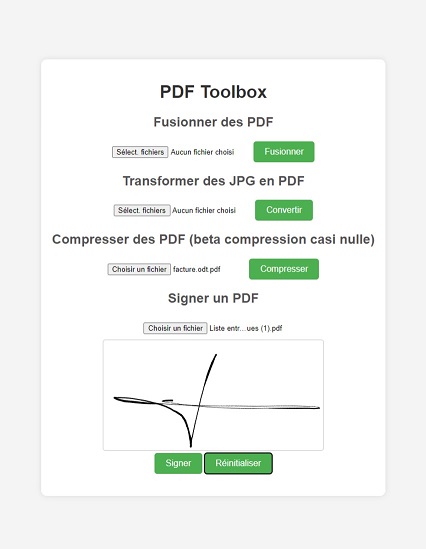 PDF Toolbox
Fusionner des PDF
Sélect. fichiers Aucun fichier choisi Fusionner
Transformer des JPG en PDF
Sélect. fichiers Aucun fichier choisi Convertir
Compresser des PDF (beta compression casi nulle)
Choisir un fichier facture.odt.pdf Compresser
Signer un PDF
Choisir un fichier Liste entr...ues (1).pdf
Signer Réinitialiser